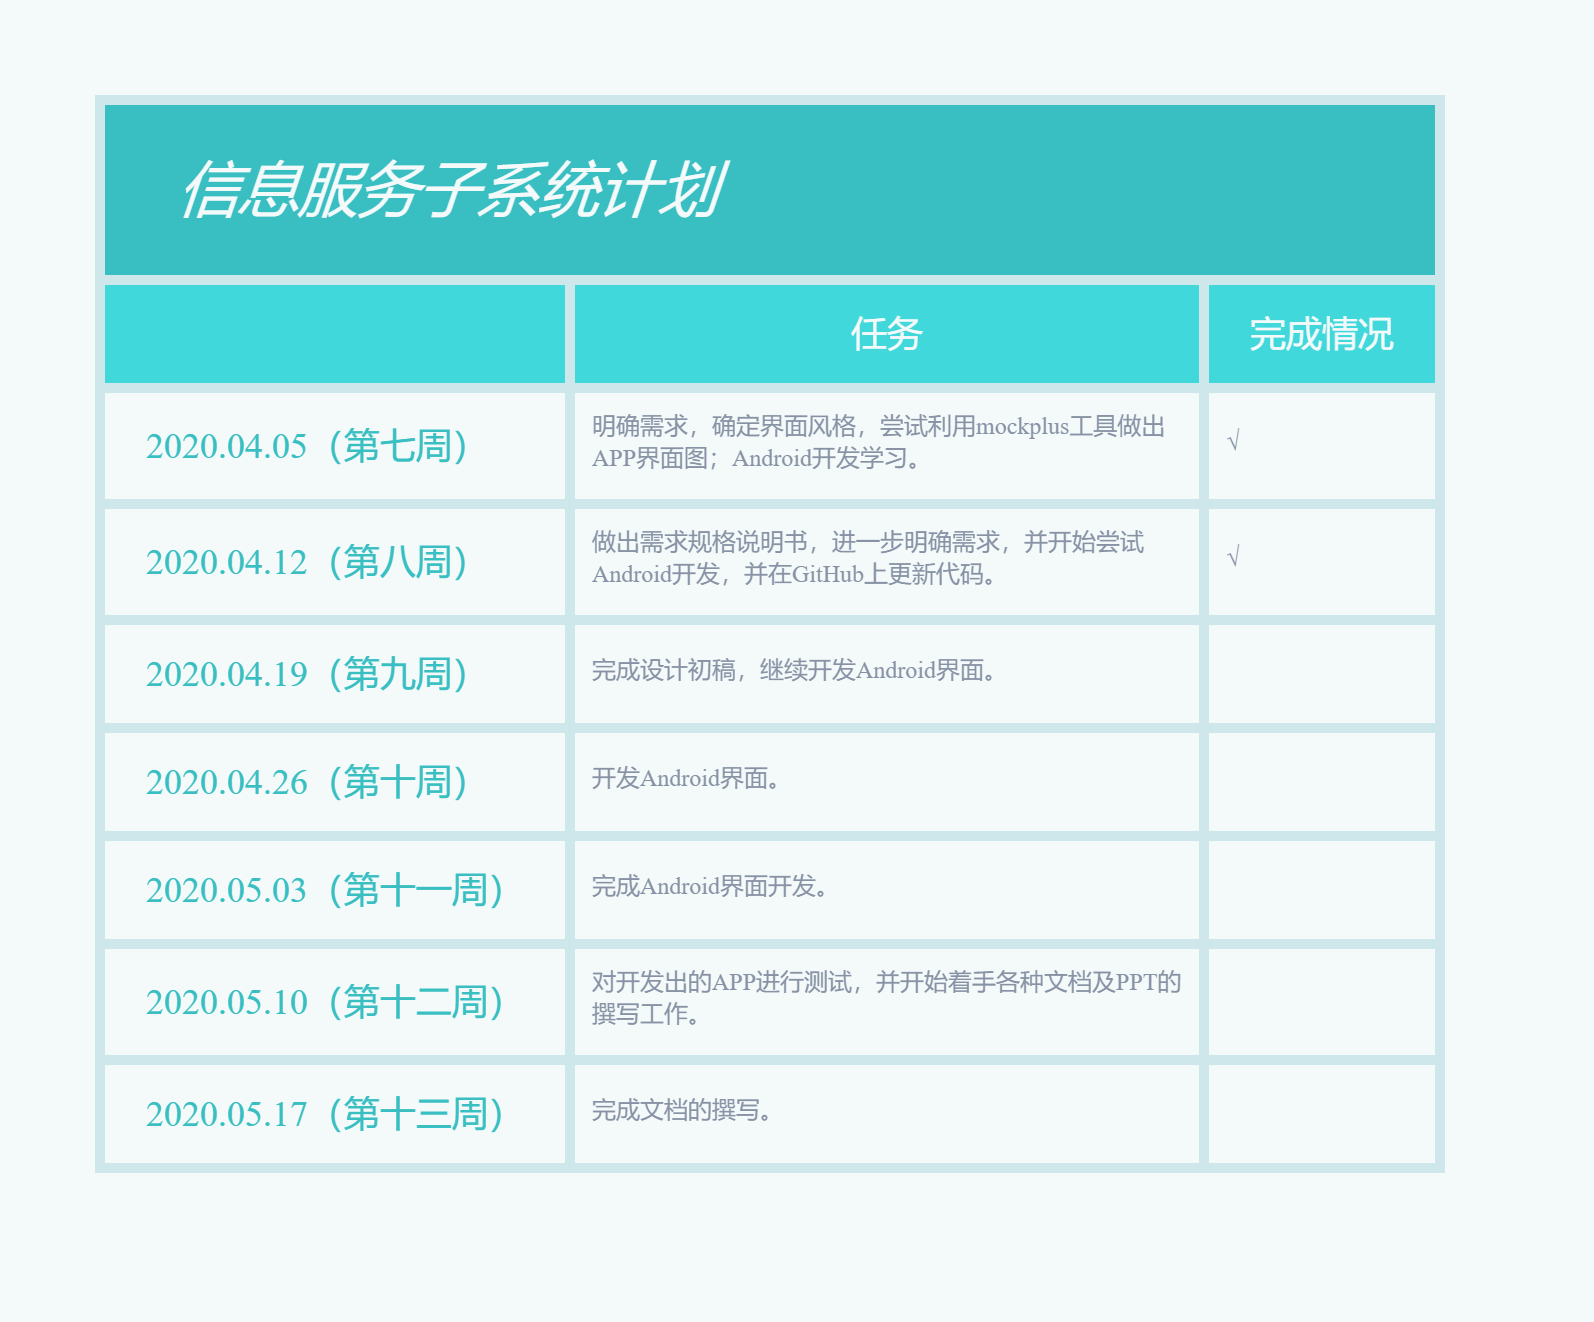 信息服务子系统计划
任务
完成情况
2020.04.05（第七周）
明确需求，确定界面风格，尝试利用mockplus工具做出
APP界面图；Android开发学习。
√
2020.04.12（第八周）
做出需求规格说明书，进一步明确需求，并开始尝试
Android开发，并在GitHub上更新代码。
√
2020.04.19（第九周）
完成设计初稿，继续开发Android界面。
2020.04.26（第十周）
开发Android界面。
2020.05.03（第十一周）
完成Android界面开发。
2020.05.10（第十二周）
对开发出的APP进行测试，并开始着手各种文档及PPT的
撰写工作。
2020.05.17（第十三周）
完成文档的撰写。